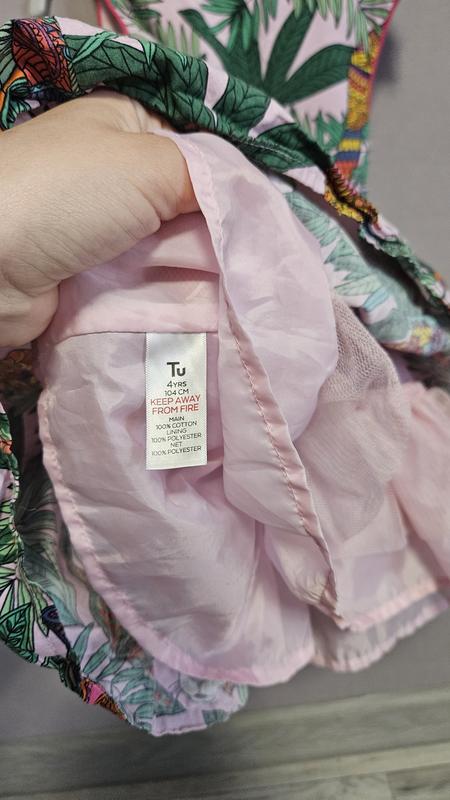 Tu
4YRS
104 CM
KEEP AWAY
FROM FIRE
MAIN
100% COTTON
LINING
100% POLYESTER
NET
100% POLYESTER